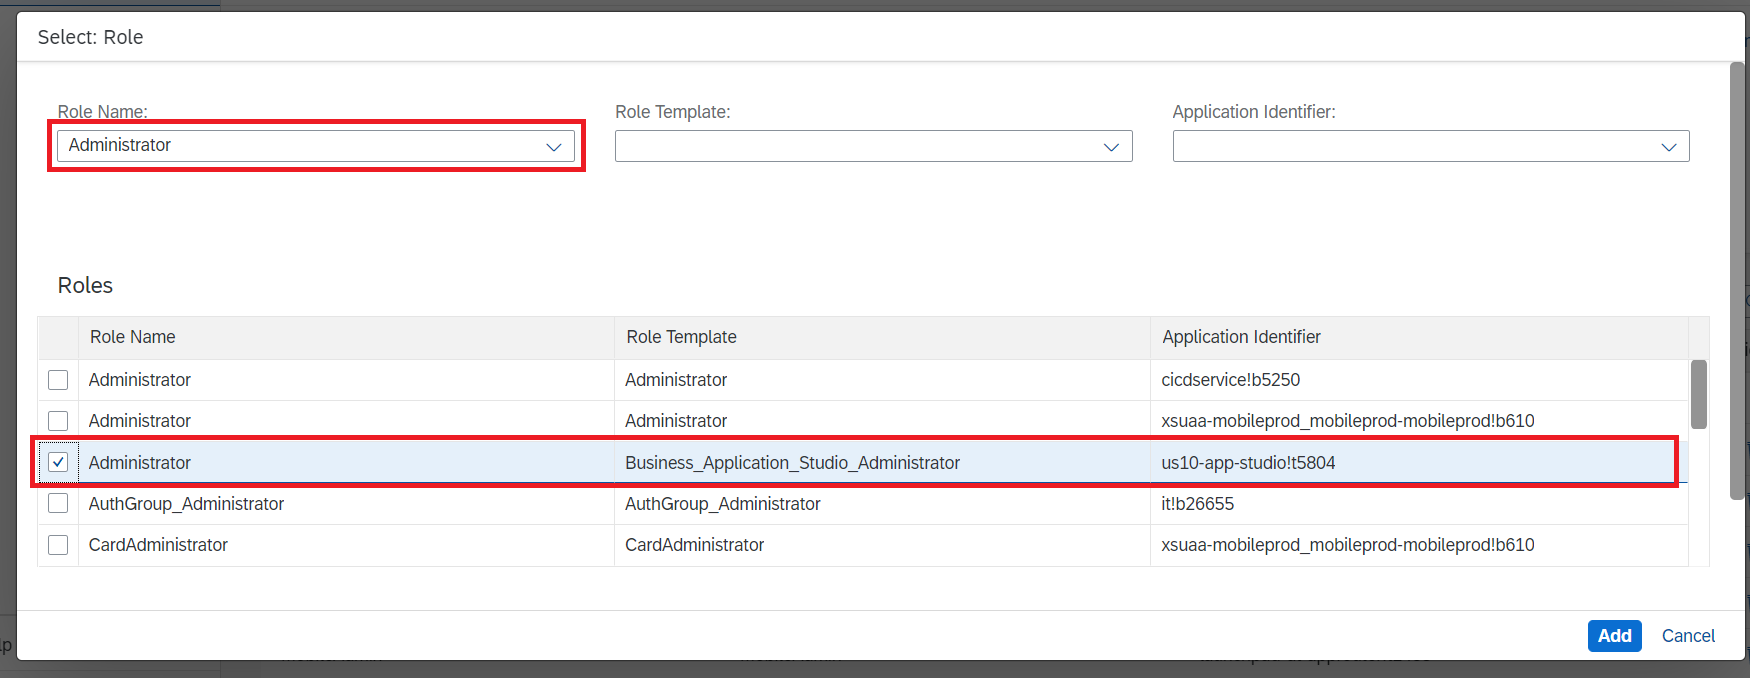 Select: Role
Role Name: Role Template: Application Identifier:
Administrator
Roles
Role Name Role Template Application Identifier
Administrator Administrator cicdservice!b5250
Administrator Administrator xsuaa-mobileprod_mobileprod-mobileprod!b610
Administrator Business_Application_Studio_Administrator us10-app-studio!t5804
AuthGroup_Administrator AuthGroup_Administrator it!b26655
CardAdministrator CardAdministrator xsuaa-mobileprod_mobileprod-mobileprod!b610
Add Cancel